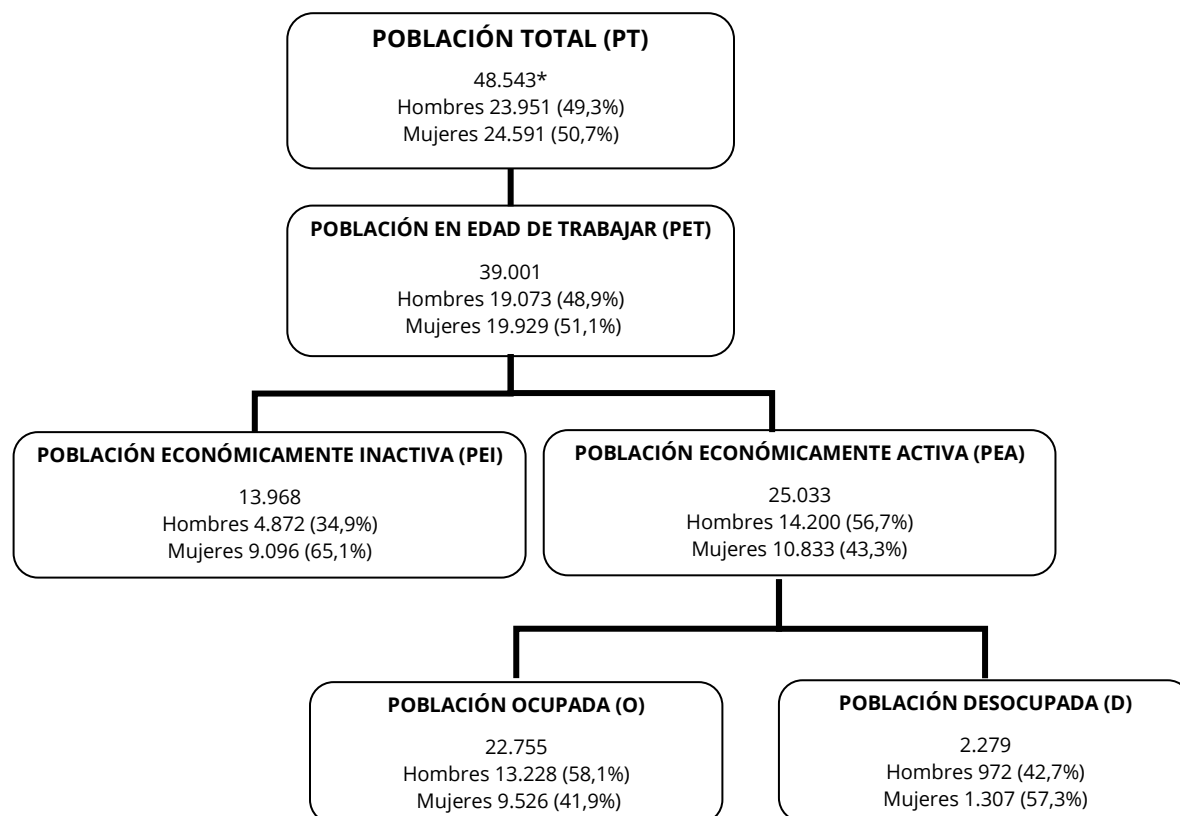 POBLACIÓN TOTAL (PT)
48.543*
Hombres 23.951 (49,3%)
Mujeres 24.591 (50,7%)
POBLACIÓN EN EDAD DE TRABAJAR (PET)
39.001
Hombres 19.073 (48,9%)
Mujeres 19.929 (51,1%)
POBLACIÓN ECONÓMICAMENTE INACTIVA (PEI)
13.968
Hombres 4.872 (34,9%)
Mujeres 9.096 (65,1%)
POBLACIÓN ECONÓMICAMENTE ACTIVA (PEA)
25.033
Hombres 14.200 (56,7%)
Mujeres 10.833 (43,3%)
POBLACIÓN OCUPADA (O)
22.755
Hombres 13.228 (58,1%)
Mujeres 9.526 (41,9%)
POBLACIÓN DESOCUPADA (D)
2.279
Hombres 972 (42,7%)
Mujeres 1.307 (57,3%)